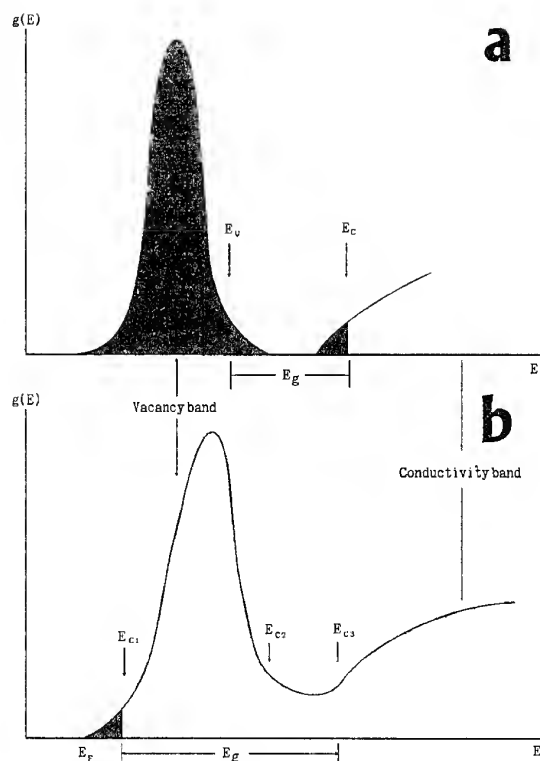 g(E)
a
E_v
E_c
E_g
E
Vacancy band
g(E)
b
Conductivity band
E_c1
E_c2
E_c3
E_F
E_g
E